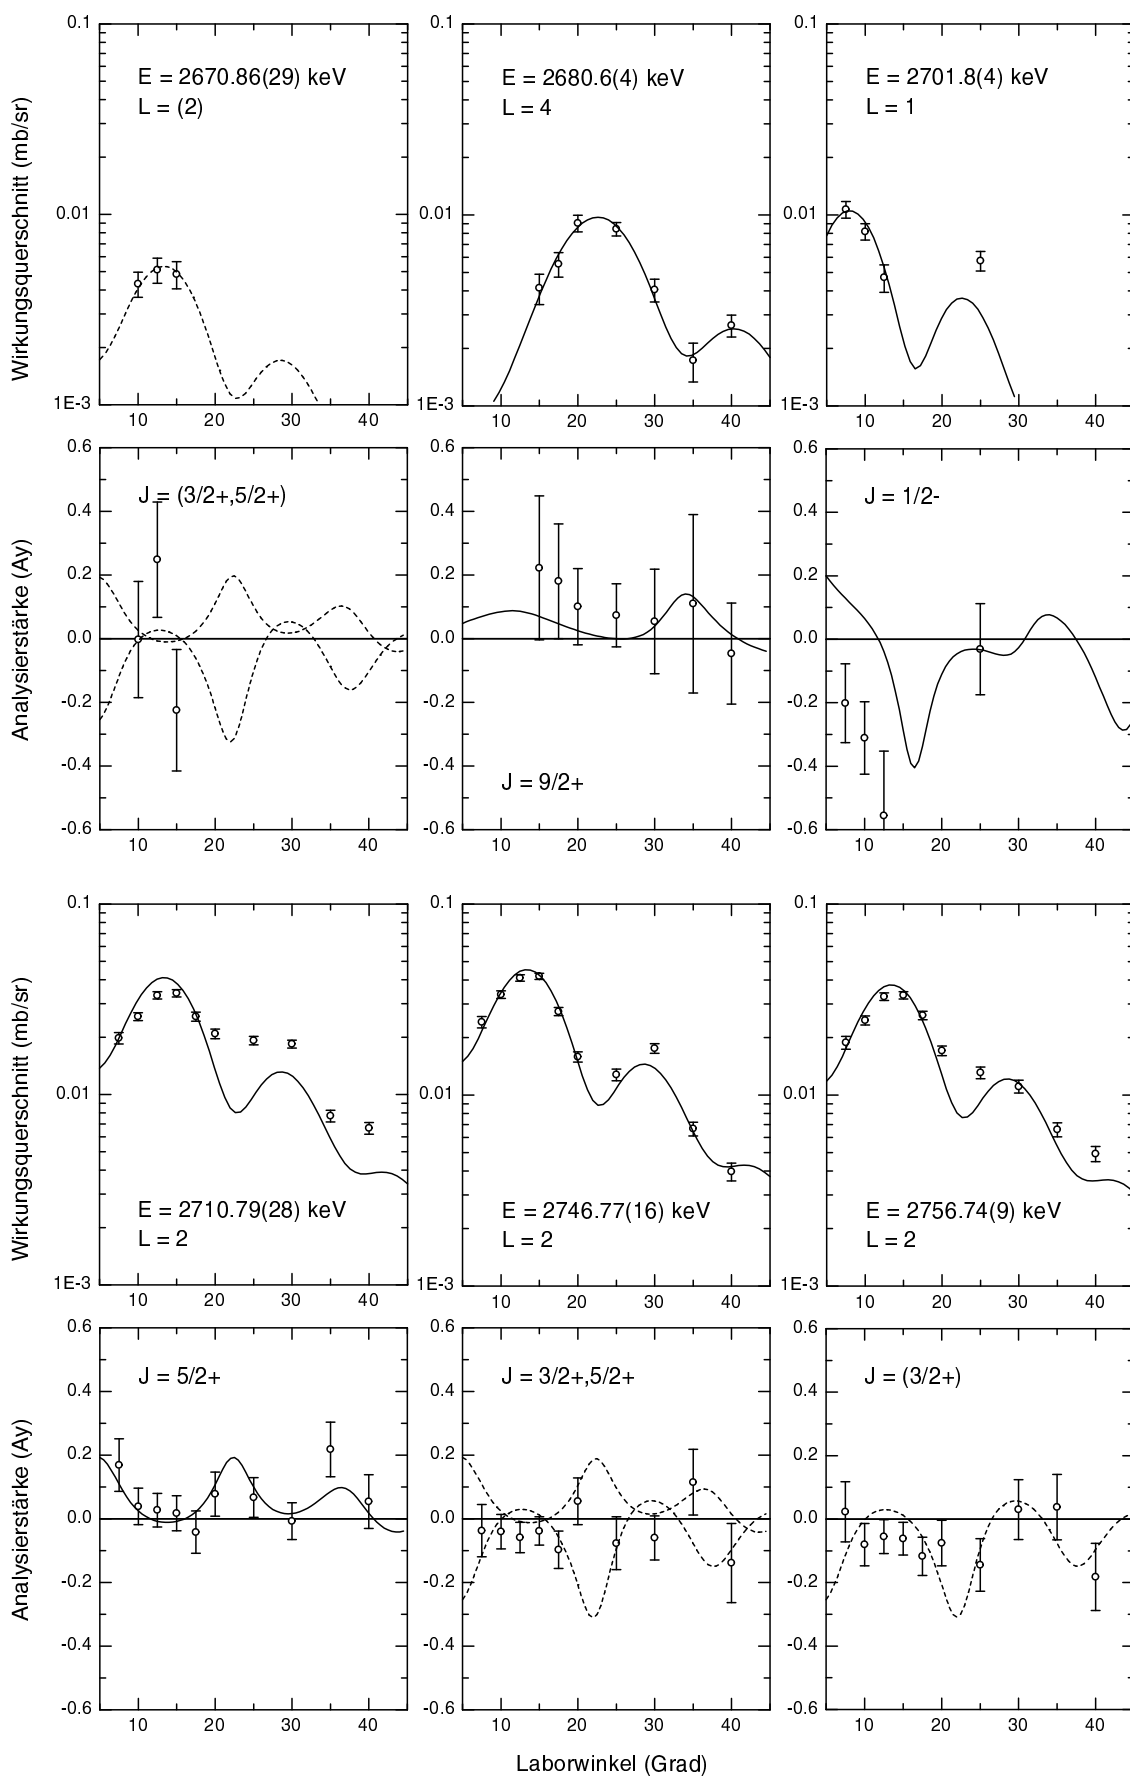 0.1
0.01
1E-3
10 20 30 40
Wirkungsquerschnitt (mb/sr)
E = 2670.86(29) keV
L = (2)
0.1
0.01
1E-3
10 20 30 40
E = 2680.6(4) keV
L = 4
0.1
0.01
1E-3
10 20 30 40
E = 2701.8(4) keV
L = 1
0.6
0.4
0.2
0.0
-0.2
-0.4
-0.6
10 20 30 40
Analysierstärke (Ay)
J = (3/2+,5/2+)
0.6
0.4
0.2
0.0
-0.2
-0.4
-0.6
10 20 30 40
J = 9/2+
0.6
0.4
0.2
0.0
-0.2
-0.4
-0.6
10 20 30 40
J = 1/2-
0.1
0.01
1E-3
10 20 30 40
Wirkungsquerschnitt (mb/sr)
E = 2710.79(28) keV
L = 2
0.1
0.01
1E-3
10 20 30 40
E = 2746.77(16) keV
L = 2
0.1
0.01
1E-3
10 20 30 40
E = 2756.74(9) keV
L = 2
0.6
0.4
0.2
0.0
-0.2
-0.4
-0.6
10 20 30 40
Analysierstärke (Ay)
J = 5/2+
0.6
0.4
0.2
0.0
-0.2
-0.4
-0.6
10 20 30 40
J = 3/2+,5/2+
0.6
0.4
0.2
0.0
-0.2
-0.4
-0.6
10 20 30 40
J = (3/2+)
Laborwinkel (Grad)